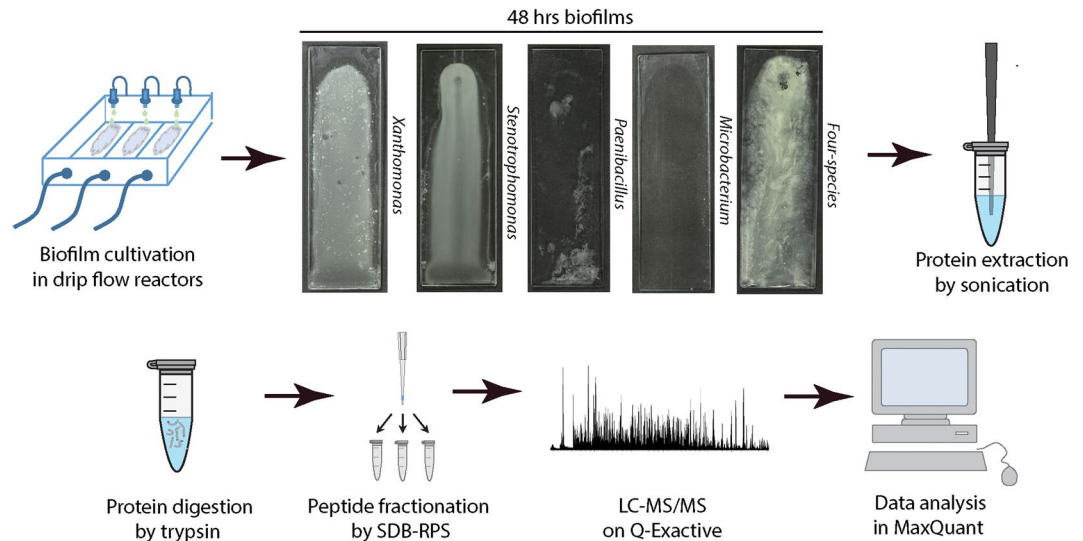 48 hrs biofilms
Xanthomonas
Stenotrophomonas
Paenibacillus
Microbacterium
Four-species
Biofilm cultivation
in drip flow reactors
Protein extraction
by sonication
Protein digestion
by trypsin
Peptide fractionation
by SDB-RPS
LC-MS/MS
on Q-Exactive
Data analysis
in MaxQuant